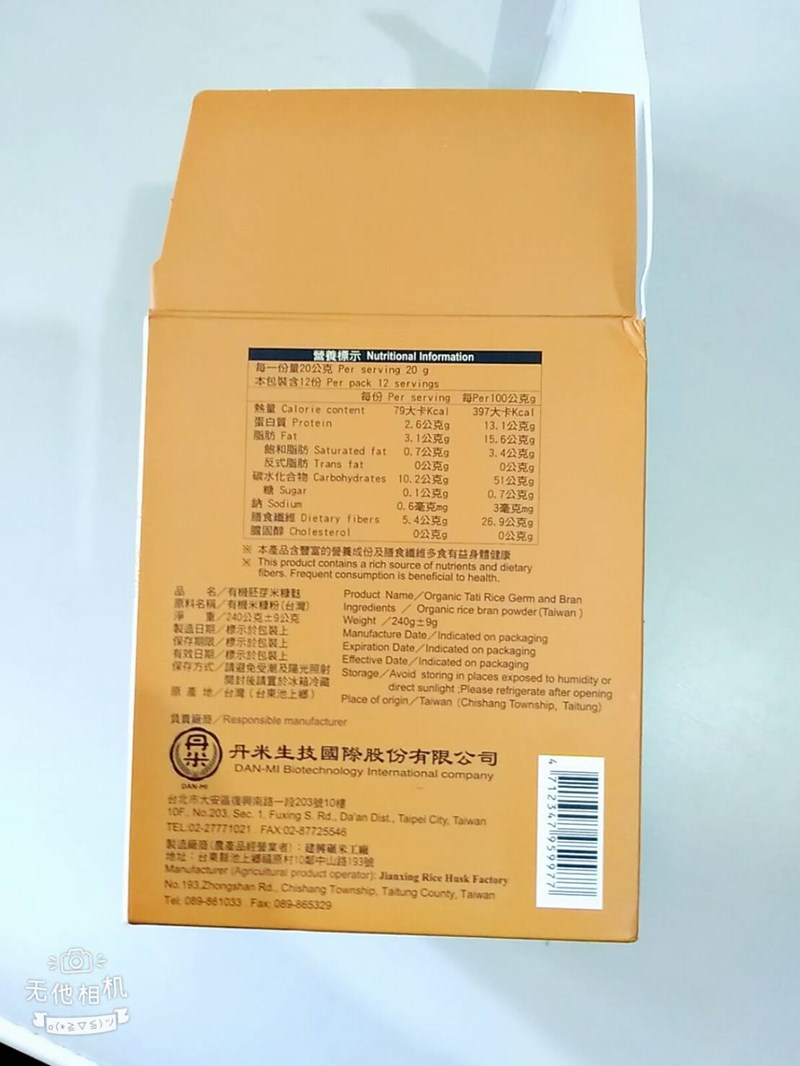 營養標示 Nutritional Information
每一份量20公克 Per serving 20 g
本包裝含12份 Per pack 12 servings
每份 Per serving 每Per100公克g
熱量 Calorie content 79大卡Kcal 397大卡Kcal
蛋白質 Protein 2.6公克g 13.1公克g
脂肪 Fat 3.1公克g 15.6公克g
飽和脂肪 Saturated fat 0.7公克g 3.4公克g
反式脂肪 Trans fat 0公克g 0公克g
碳水化合物 Carbohydrates 10.2公克g 51公克g
糖 Sugar 0.1公克g 0.7公克g
鈉 Sodium 0.6毫克mg 3毫克mg
膳食纖維 Dietary fibers 5.4公克g 26.9公克g
膽固醇 Cholesterol 0公克g 0公克g
※ 本產品含豐富的營養成份及膳食纖維多食有益身體健康
※ This product contains a rich source of nutrients and dietary
fibers. Frequent consumption is beneficial to health.
品 名／有機胚芽米糠麩
原料名稱／有機米糠粉(台灣)
淨 重／240公克±9公克
製造日期／標示於包裝上
保存期限／標示於包裝上
有效日期／標示於包裝上
保存方式／請避免受潮及陽光照射
開封後請置於冰箱冷藏
原 產 地／台灣（台東池上鄉）
Product Name／Organic Tati Rice Germ and Bran
Ingredients ／ Organic rice bran powder(Taiwan )
Weight ／240g±9g
Manufacture Date／Indicated on packaging
Expiration Date／Indicated on packaging
Effective Date／Indicated on packaging
Storage／Avoid storing in places exposed to humidity or
direct sunlight ;Please refrigerate after opening
Place of origin／Taiwan (Chishang Township, Taitung)
負責廠商／Responsible manufacturer
丹米
DAN-MI
丹米生技國際股份有限公司
DAN-MI Biotechnology International company
台北市大安區復興南路一段203號10樓
10F., No.203, Sec. 1, Fuxing S. Rd., Da'an Dist., Taipei City, Taiwan
TEL:02-27771021 FAX:02-87725546
製造廠商(農產品經營業者)：建興碾米工廠
地址：台東縣池上鄉福原村10鄰中山路193號
Manufacturer (Agricultural product operator): Jianxing Rice Husk Factory
No.193,Zhongshan Rd., Chishang Township, Taitung County, Taiwan
Tel: 089-861033 Fax: 089-865329
4 712347 959977
无他相机